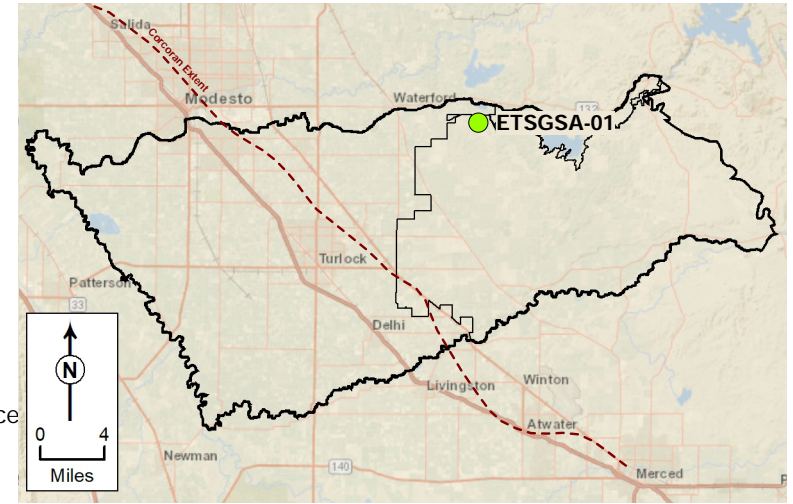 Salida
Corcoran Extent
Modesto
Waterford
132
ETSGSA-01
Turlock
Patterson
33
Delhi
Livingston
Winton
Atwater
Newman
140
Merced
P
ce
N
0 4
Miles